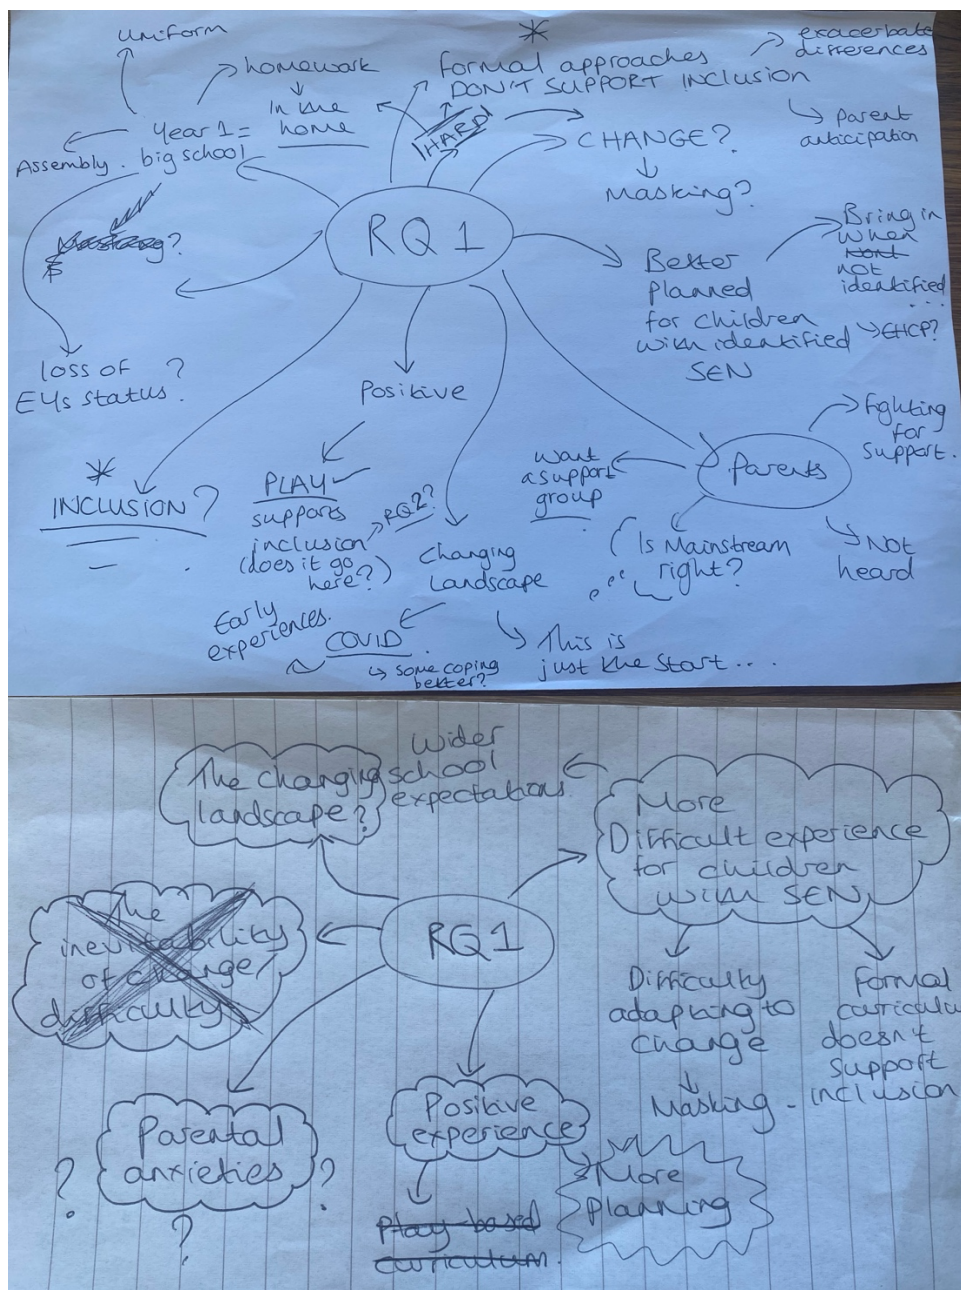 uniform
homework
In the
home
Year 1 =
big school
Assembly.
*
formal approaches
DON'T SUPPORT INCLUSION
exacerbate
differences
parent
anticipation
HARD!
CHANGE?
Masking?
RQ1
Masking?
loss of ?
EYs status.
Better
planned
for children
with identified
SEN
Bring in
when
not
identified
...
EHCP?
Positive
*
INCLUSION?
PLAY
supports
inclusion
(does it go
here?)
RQ2?
Changing
landscape
Early
experiences.
COVID
some coping
better?
This is
just the start...
Parents
want
a support
group
Is Mainstream
right?
fighting
for
support.
Not
heard
The changing
landscape?
wider
school
expectations.
More
Difficult experience
for children
with SEN
RQ1
The
inevitability
of change/
difficulty
Difficulty
adapting to
change
Masking
Formal
curriculu
doesn't
support
inclusion
Parental
anxieties
?
?
?
Positive
experience
Play-based
curriculum.
More
Planning